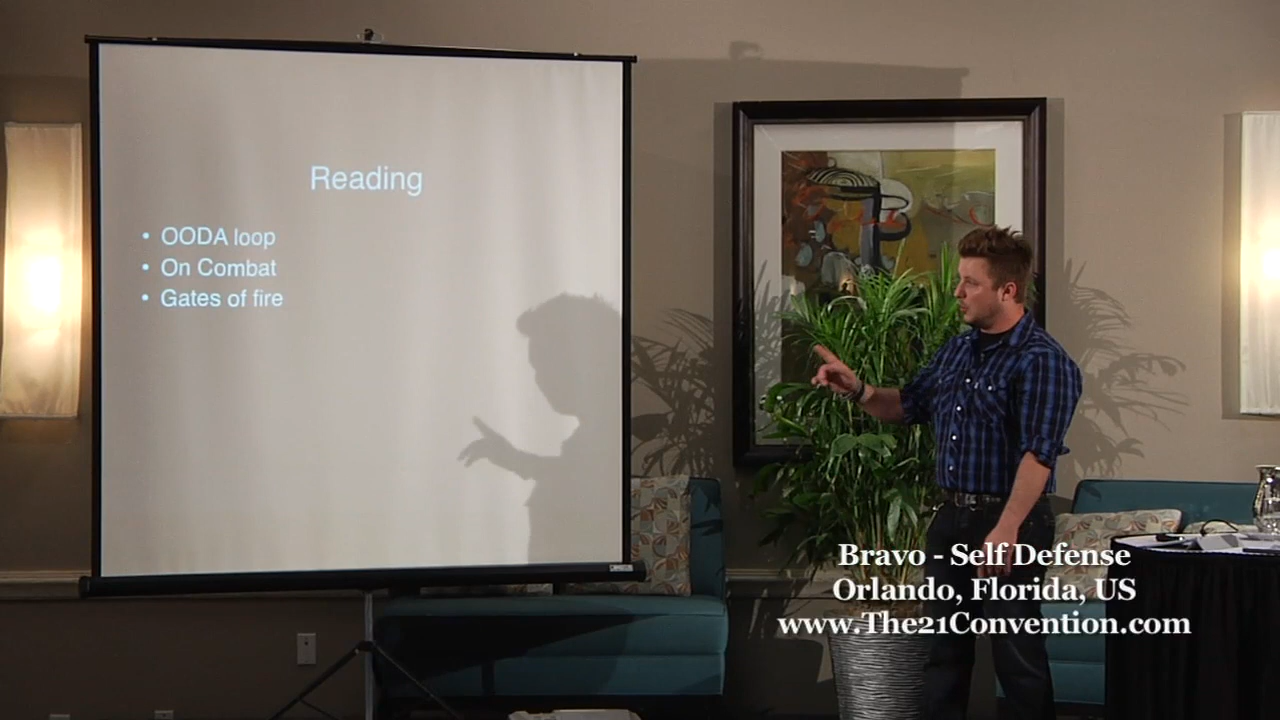 Reading
• OODA loop
• On Combat
• Gates of fire
Bravo - Self Defense
Orlando, Florida, US
www.The21Convention.com